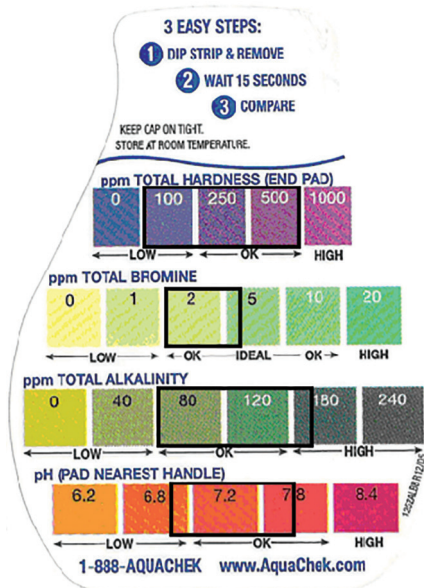 3 EASY STEPS:
1 DIP STRIP & REMOVE
2 WAIT 15 SECONDS
3 COMPARE
KEEP CAP ON TIGHT.
STORE AT ROOM TEMPERATURE.
ppm TOTAL HARDNESS (END PAD)
0 100 250 500 1000
LOW OK HIGH
ppm TOTAL BROMINE
0 1 2 5 10 20
LOW OK IDEAL OK HIGH
ppm TOTAL ALKALINITY
0 40 80 120 180 240
LOW OK HIGH
pH (PAD NEAREST HANDLE)
6.2 6.8 7.2 7.8 8.4
LOW OK HIGH
1-888-AQUACHEK www.AquaChek.com